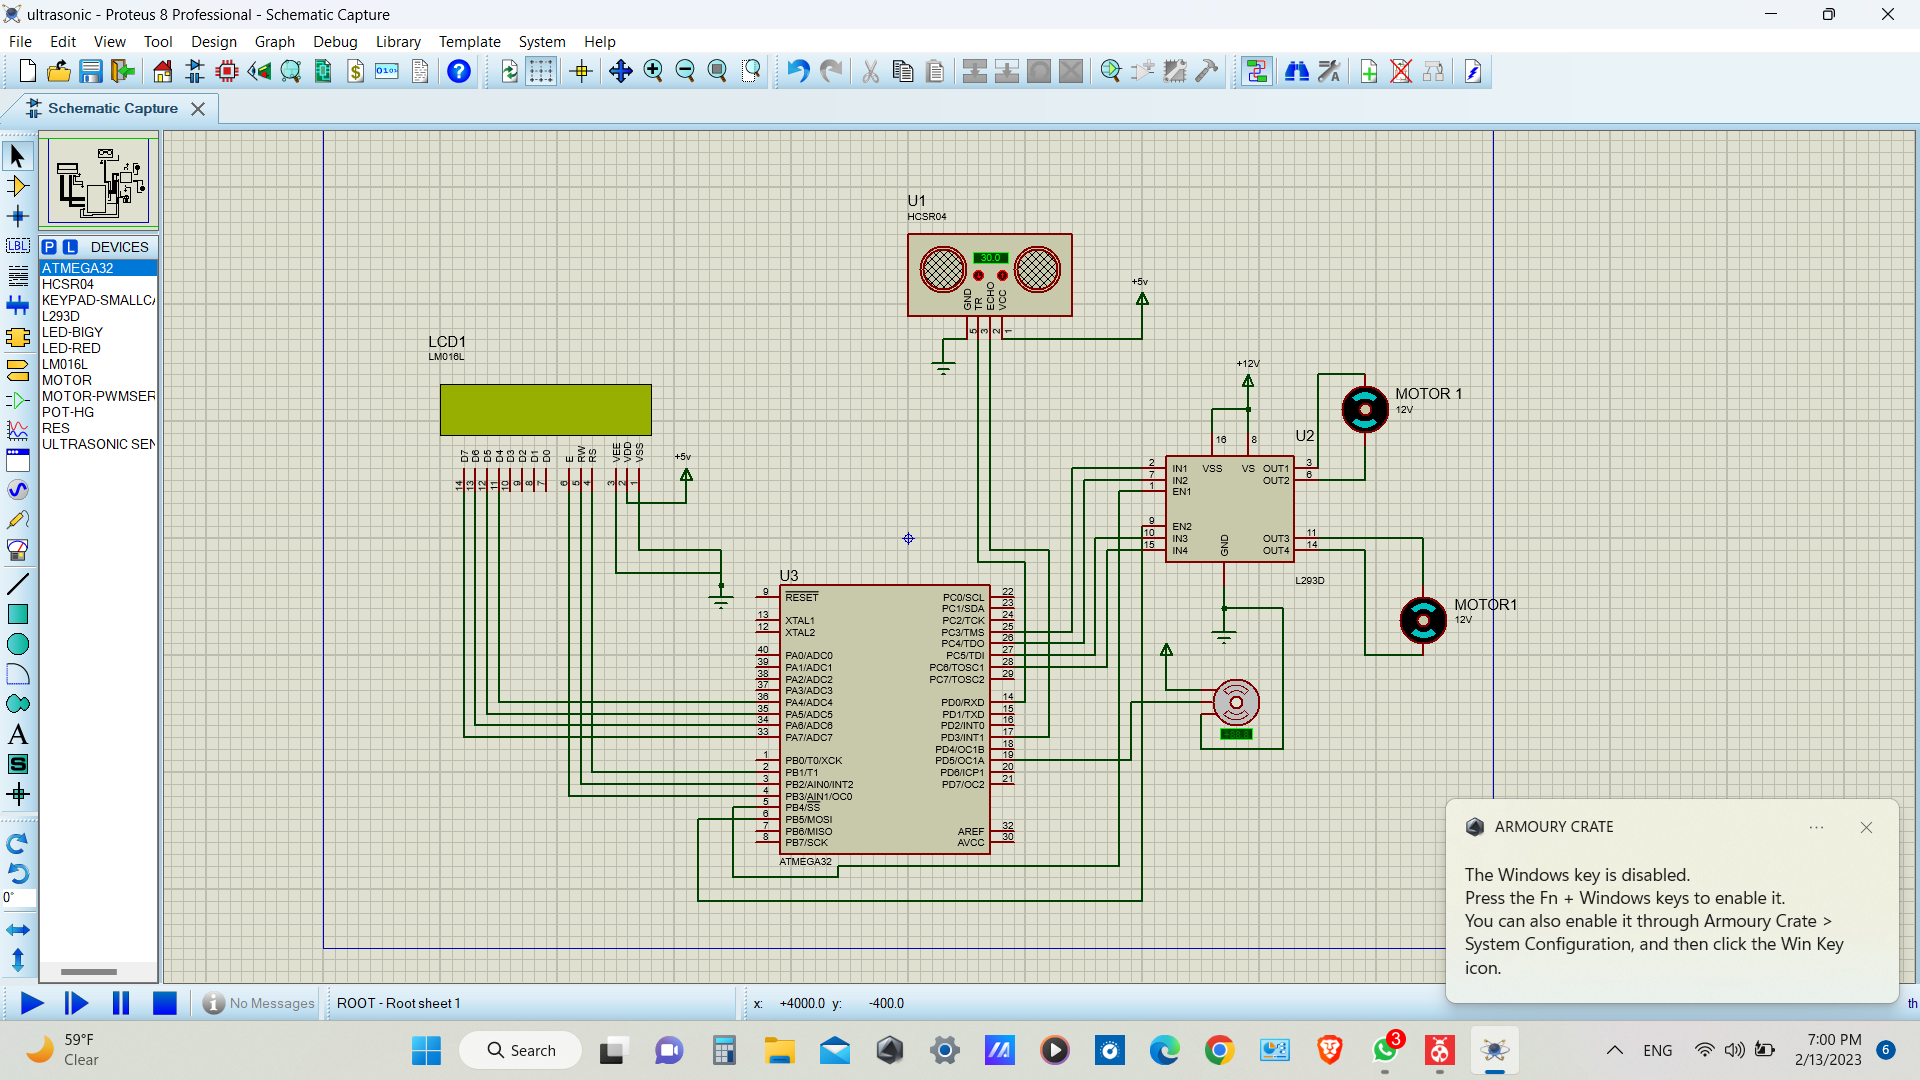 ultrasonic - Proteus 8 Professional - Schematic Capture
File Edit View Tool Design Graph Debug Library Template System Help
Schematic Capture
P L DEVICES
ATMEGA32
HCSR04
KEYPAD-SMALLCA
L293D
LED-BIGY
LED-RED
LM016L
MOTOR
MOTOR-PWMSER
POT-HG
RES
ULTRASONIC SEN
LBL
A
S
0°
U1
HCSR04
30.0
GND TR ECHO VCC
5 3 2 1
+5v
LCD1
LM016L
D7 D6 D5 D4 D3 D2 D1 D0 E RW RS VEE VDD VSS
14 13 12 11 10 9 8 7 6 5 4 3 2 1
+5v
+12V
MOTOR 1
12V
U2
16 8
2 IN1 VSS VS OUT1 3
7 IN2 OUT2 6
1 EN1
9 EN2
10 IN3 OUT3 11
15 IN4 OUT4 14
GND
L293D
MOTOR1
12V
U3
9 RESET PC0/SCL 22
PC1/SDA 23
13 XTAL1 PC2/TCK 24
12 XTAL2 PC3/TMS 25
PC4/TDO 26
40 PA0/ADC0 PC5/TDI 27
39 PA1/ADC1 PC6/TOSC1 28
38 PA2/ADC2 PC7/TOSC2 29
37 PA3/ADC3
36 PA4/ADC4 PD0/RXD 14
35 PA5/ADC5 PD1/TXD 15
34 PA6/ADC6 PD2/INT0 16
33 PA7/ADC7 PD3/INT1 17
PD4/OC1B 18
1 PB0/T0/XCK PD5/OC1A 19
2 PB1/T1 PD6/ICP1 20
3 PB2/AIN0/INT2 PD7/OC2 21
4 PB3/AIN1/OC0
5 PB4/SS
6 PB5/MOSI
7 PB6/MISO AREF 32
8 PB7/SCK AVCC 30
ATMEGA32
ARMOURY CRATE
The Windows key is disabled.
Press the Fn + Windows keys to enable it.
You can also enable it through Armoury Crate >
System Configuration, and then click the Win Key
icon.
No Messages ROOT - Root sheet 1 x: +4000.0 y: -400.0 th
59°F
Clear
Search
3
ENG
7:00 PM
2/13/2023
6